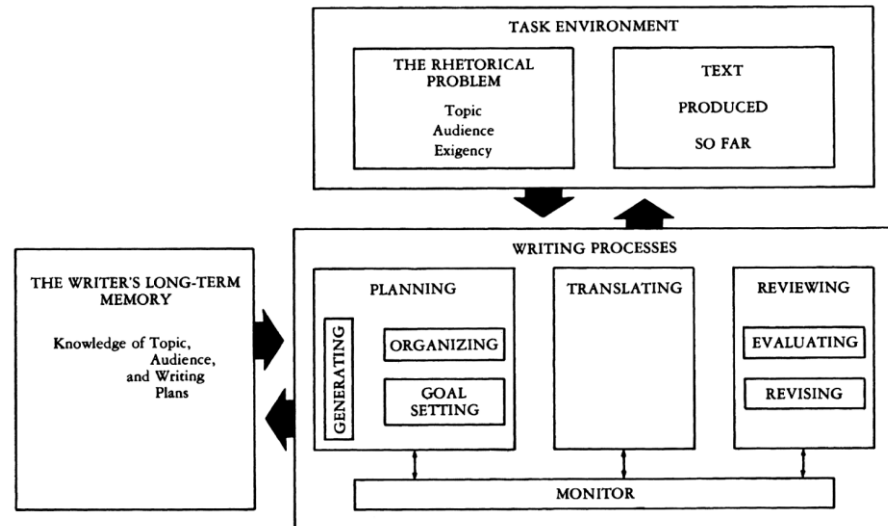 TASK ENVIRONMENT
THE RHETORICAL
PROBLEM
Topic
Audience
Exigency
TEXT
PRODUCED
SO FAR
THE WRITER'S LONG-TERM
MEMORY
Knowledge of Topic,
Audience,
and Writing
Plans
WRITING PROCESSES
PLANNING
GENERATING
ORGANIZING
GOAL
SETTING
TRANSLATING
REVIEWING
EVALUATING
REVISING
MONITOR